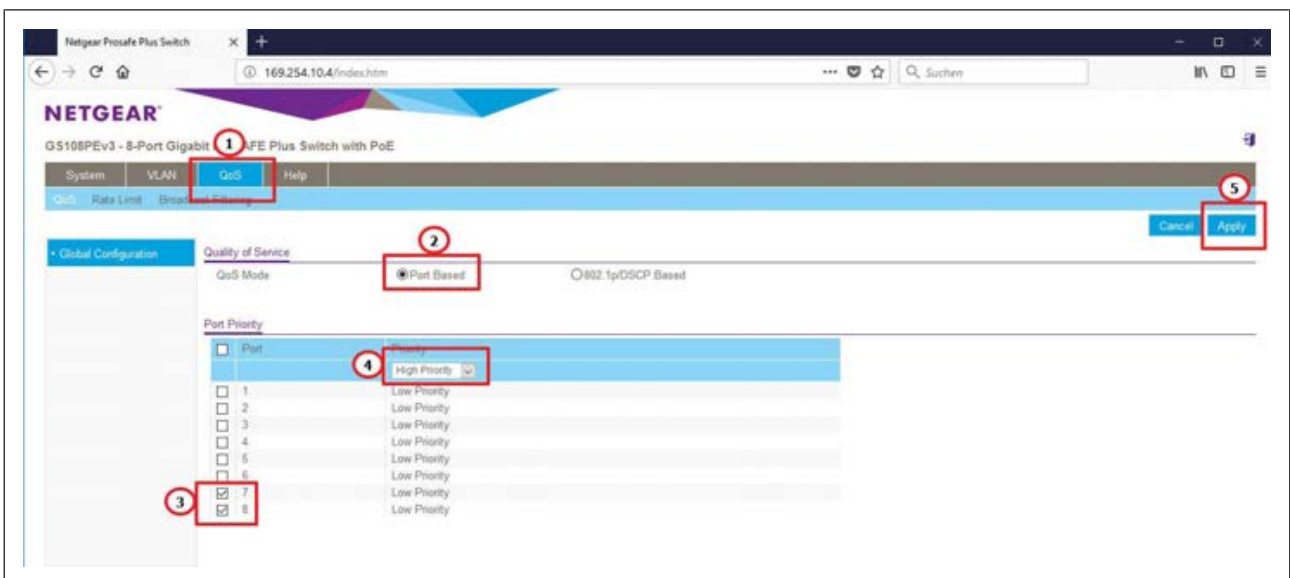 Netgear Prosafe Plus Switch
169.254.10.4/index.htm
Suchen
NETGEAR
GS108PEv3 - 8-Port Gigabit AFE Plus Switch with PoE
1
System VLAN QoS Help
5
QoS Rate Limit Broadcast Filtering
Cancel Apply
2
Global Configuration
Quality of Service
QoS Mode Port Based 802.1p/DSCP Based
Port Priority
Port Priority
4
High Priority
1 Low Priority
2 Low Priority
3 Low Priority
4 Low Priority
5 Low Priority
6 Low Priority
3
7 Low Priority
8 Low Priority